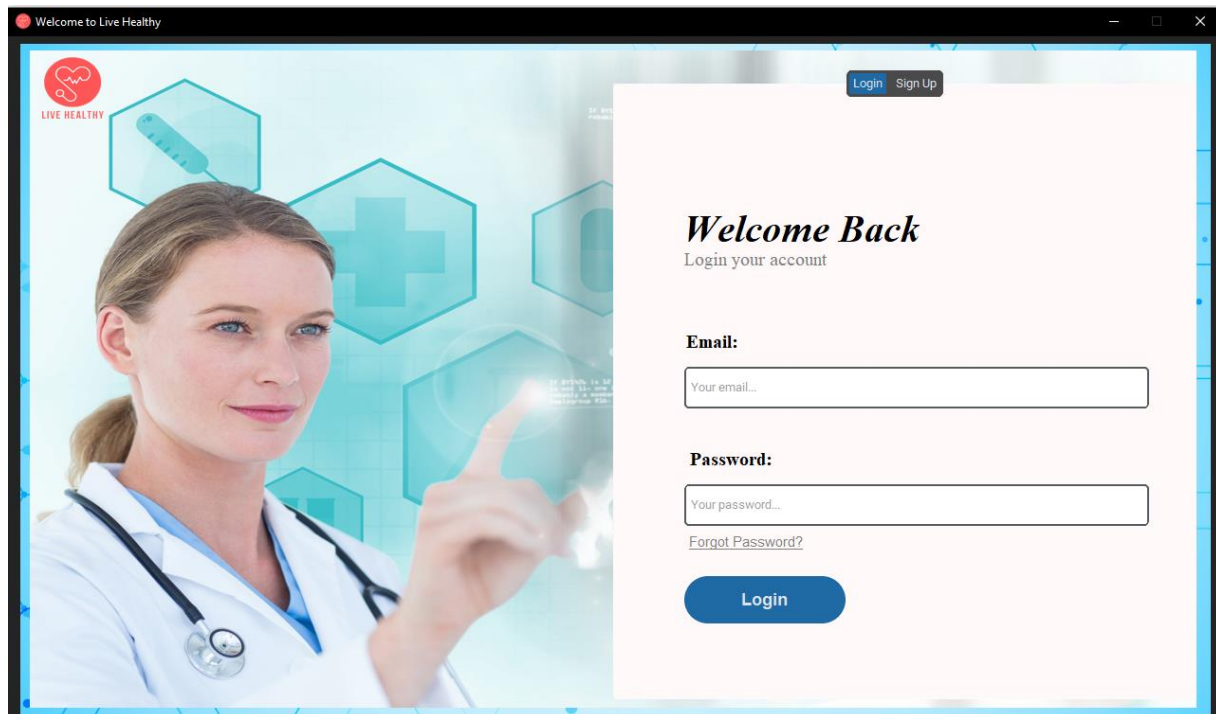 Welcome to Live Healthy
LIVE HEALTHY
Login Sign Up
Welcome Back
Login your account
Email:
Your email...
Password:
Your password...
Forgot Password?
Login